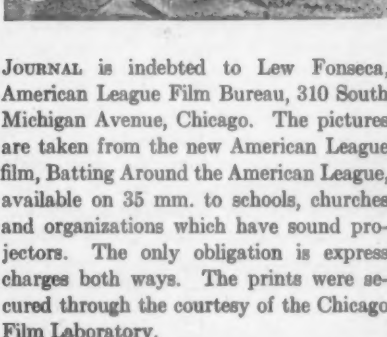 JOURNAL is indebted to Lew Fonseca,
American League Film Bureau, 310 South
Michigan Avenue, Chicago. The pictures
are taken from the new American League
film, Batting Around the American League,
available on 35 mm. to schools, churches
and organizations which have sound pro-
jectors. The only obligation is express
charges both ways. The prints were se-
cured through the courtesy of the Chicago
Film Laboratory.